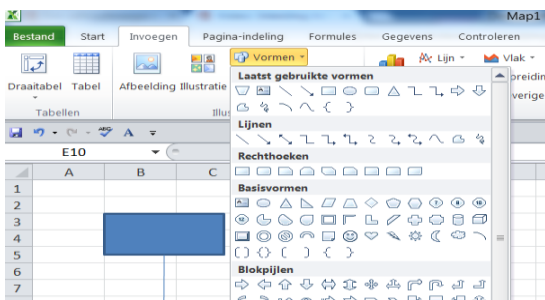 Map1
Bestand Start Invoegen Pagina-indeling Formules Gegevens Controleren
Draaitabel Tabel Afbeelding Illustratie Vormen Lijn Vlak
Tabellen
E10
Laatst gebruikte vormen
Lijnen
Rechthoeken
Basisvormen
Blokpijlen
A B C
1
2
3
4
5
6
7